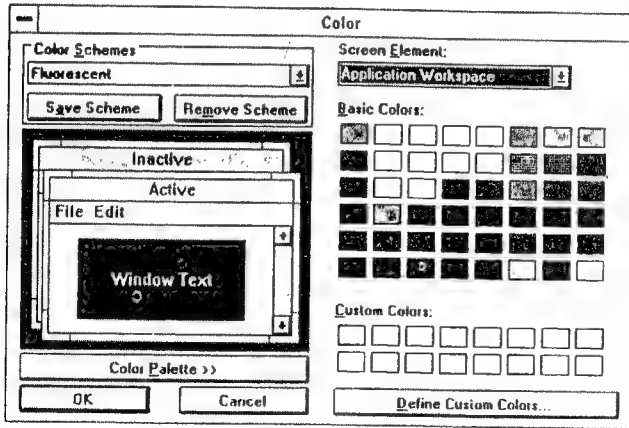 Color
Color Schemes
Fluorescent
Save Scheme
Remove Scheme
Inactive
Active
File Edit
Window Text
Color Palette >>
OK
Cancel
Screen Element:
Application Workspace
Basic Colors:
Custom Colors:
Define Custom Colors...